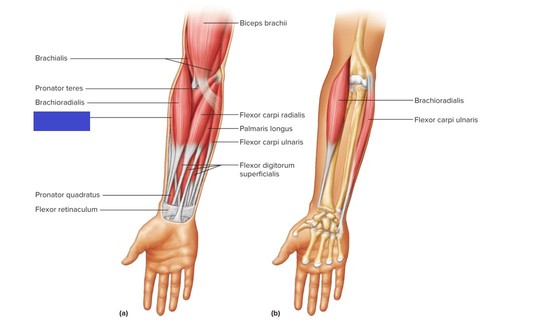 Biceps brachii
Brachialis
Pronator teres
Brachioradialis
Flexor carpi radialis
Palmaris longus
Flexor carpi ulnaris
Flexor digitorum
superficialis
Pronator quadratus
Flexor retinaculum
(a)
Brachioradialis
Flexor carpi ulnaris
(b)